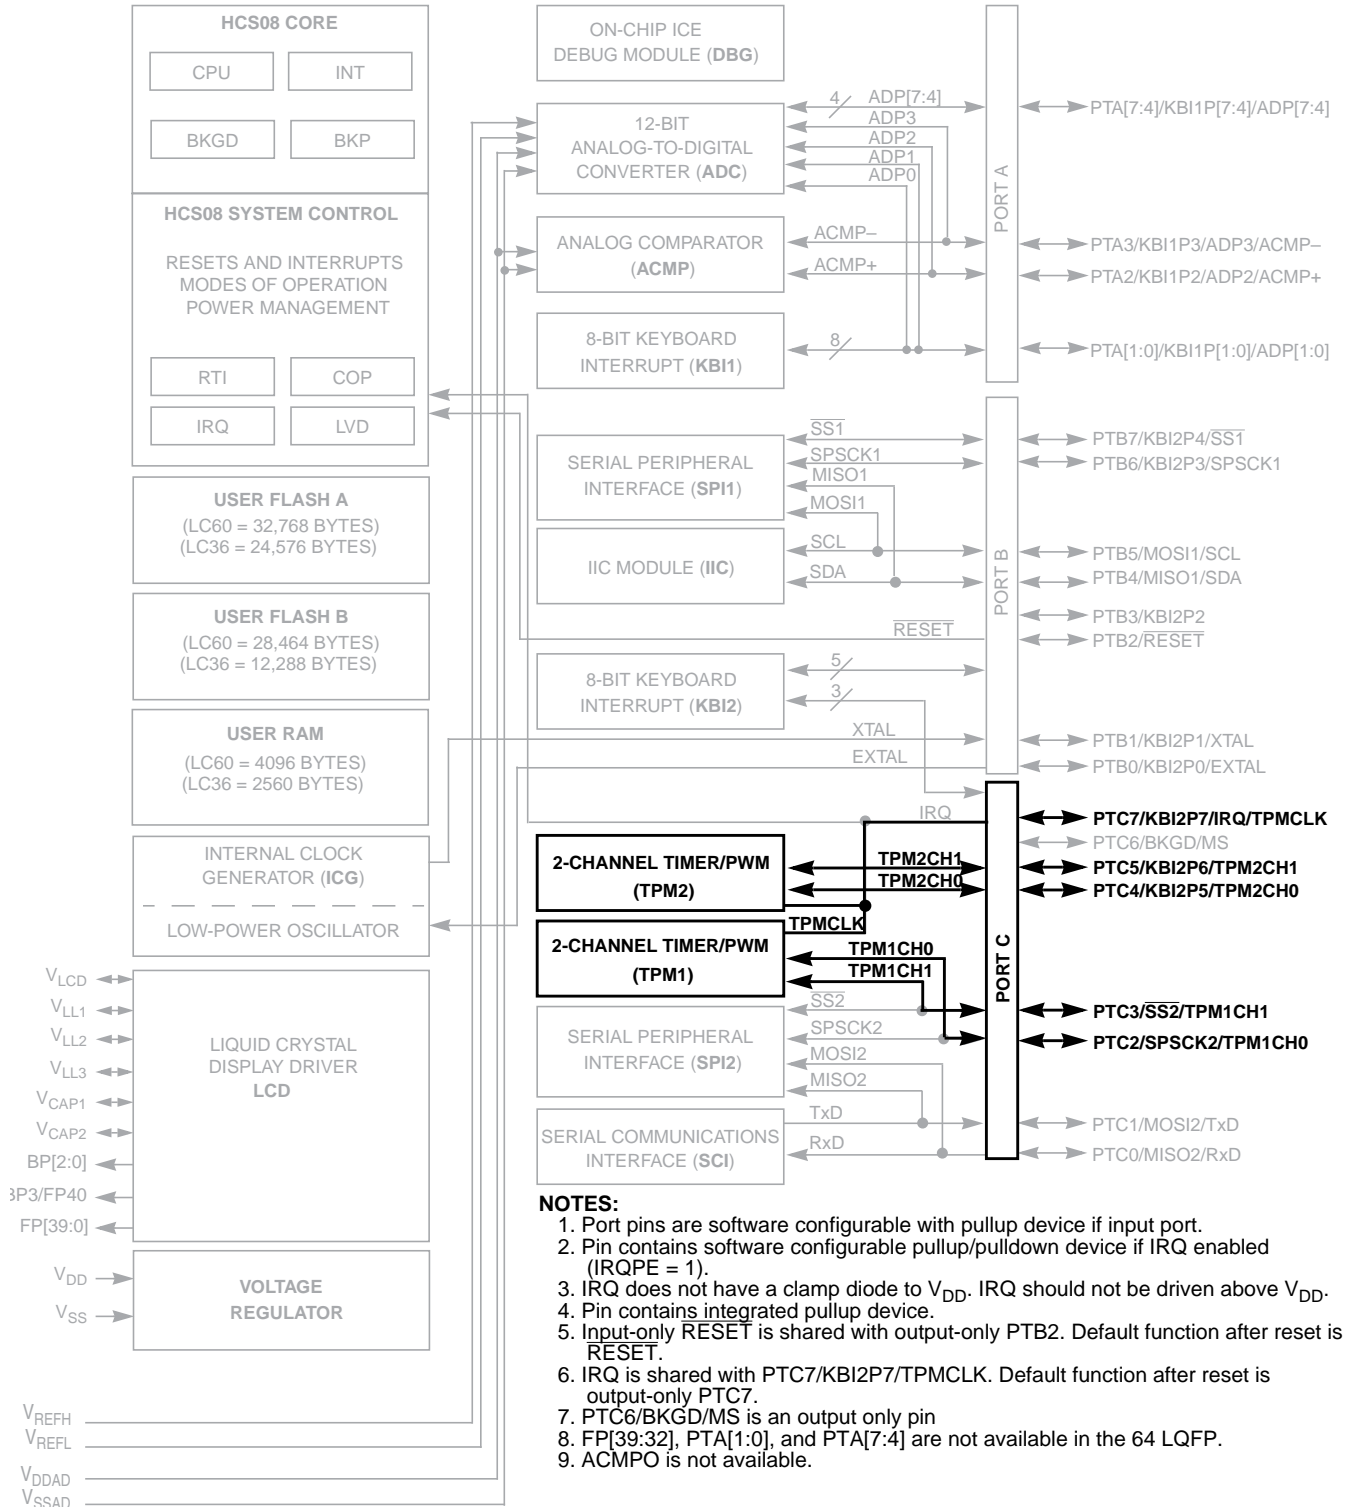 HCS08 CORE
CPU
INT
BKGD
BKP
HCS08 SYSTEM CONTROL
RESETS AND INTERRUPTS
MODES OF OPERATION
POWER MANAGEMENT
RTI
COP
IRQ
LVD
USER FLASH A
(LC60 = 32,768 BYTES)
(LC36 = 24,576 BYTES)
USER FLASH B
(LC60 = 28,464 BYTES)
(LC36 = 12,288 BYTES)
USER RAM
(LC60 = 4096 BYTES)
(LC36 = 2560 BYTES)
INTERNAL CLOCK
GENERATOR (ICG)
LOW-POWER OSCILLATOR
VLCD
VLL1
VLL2
VLL3
VCAP1
VCAP2
BP[2:0]
BP3/FP40
FP[39:0]
LIQUID CRYSTAL
DISPLAY DRIVER
LCD
VDD
VSS
VOLTAGE
REGULATOR
VREFH
VREFL
VDDAD
VSSAD
ON-CHIP ICE
DEBUG MODULE (DBG)
12-BIT
ANALOG-TO-DIGITAL
CONVERTER (ADC)
4
ADP[7:4]
ADP3
ADP2
ADP1
ADP0
ANALOG COMPARATOR
(ACMP)
ACMP–
ACMP+
8-BIT KEYBOARD
INTERRUPT (KBI1)
8
SERIAL PERIPHERAL
INTERFACE (SPI1)
SS1
SPSCK1
MISO1
MOSI1
IIC MODULE (IIC)
SCL
SDA
RESET
8-BIT KEYBOARD
INTERRUPT (KBI2)
5
3
XTAL
EXTAL
IRQ
2-CHANNEL TIMER/PWM
(TPM2)
TPM2CH1
TPM2CH0
TPMCLK
2-CHANNEL TIMER/PWM
(TPM1)
TPM1CH0
TPM1CH1
SERIAL PERIPHERAL
INTERFACE (SPI2)
SS2
SPSCK2
MOSI2
MISO2
SERIAL COMMUNICATIONS
INTERFACE (SCI)
TxD
RxD
PORT A
PTA[7:4]/KBI1P[7:4]/ADP[7:4]
PTA3/KBI1P3/ADP3/ACMP–
PTA2/KBI1P2/ADP2/ACMP+
PTA[1:0]/KBI1P[1:0]/ADP[1:0]
PORT B
PTB7/KBI2P4/SS1
PTB6/KBI2P3/SPSCK1
PTB5/MOSI1/SCL
PTB4/MISO1/SDA
PTB3/KBI2P2
PTB2/RESET
PTB1/KBI2P1/XTAL
PTB0/KBI2P0/EXTAL
PORT C
PTC7/KBI2P7/IRQ/TPMCLK
PTC6/BKGD/MS
PTC5/KBI2P6/TPM2CH1
PTC4/KBI2P5/TPM2CH0
PTC3/SS2/TPM1CH1
PTC2/SPSCK2/TPM1CH0
PTC1/MOSI2/TxD
PTC0/MISO2/RxD
NOTES:
1. Port pins are software configurable with pullup device if input port.
2. Pin contains software configurable pullup/pulldown device if IRQ enabled
(IRQPE = 1).
3. IRQ does not have a clamp diode to VDD. IRQ should not be driven above VDD.
4. Pin contains integrated pullup device.
5. Input-only RESET is shared with output-only PTB2. Default function after reset is
RESET.
6. IRQ is shared with PTC7/KBI2P7/TPMCLK. Default function after reset is
output-only PTC7.
7. PTC6/BKGD/MS is an output only pin
8. FP[39:32], PTA[1:0], and PTA[7:4] are not available in the 64 LQFP.
9. ACMPO is not available.